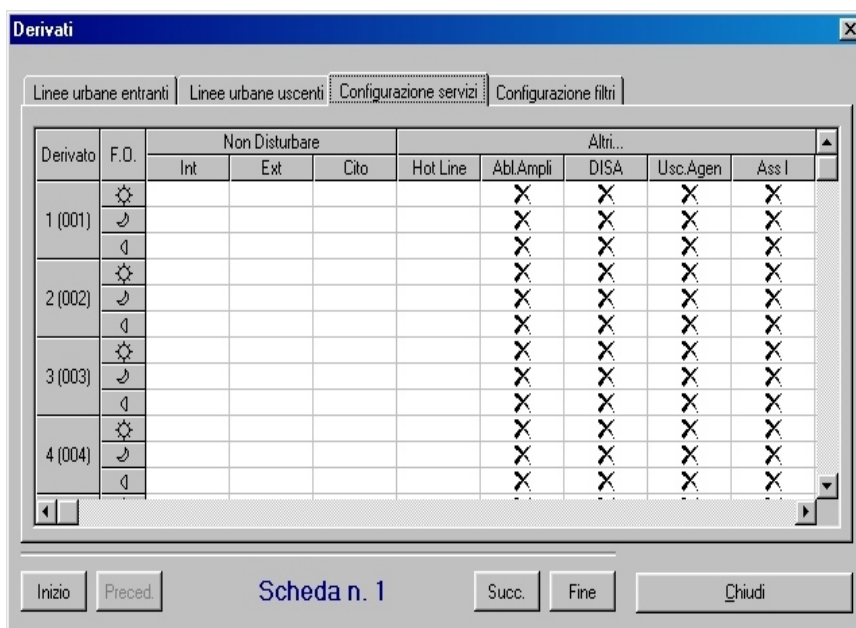 Derivati
Linee urbane entranti Linee urbane uscenti Configurazione servizi Configurazione filtri
Derivato F.O. Non Disturbare Altri...
Int Ext Cito Hot Line Abl.Ampli DISA Usc.Agen Ass I
1 (001)
2 (002)
3 (003)
4 (004)
Inizio Preced. Scheda n. 1 Succ. Fine Chiudi